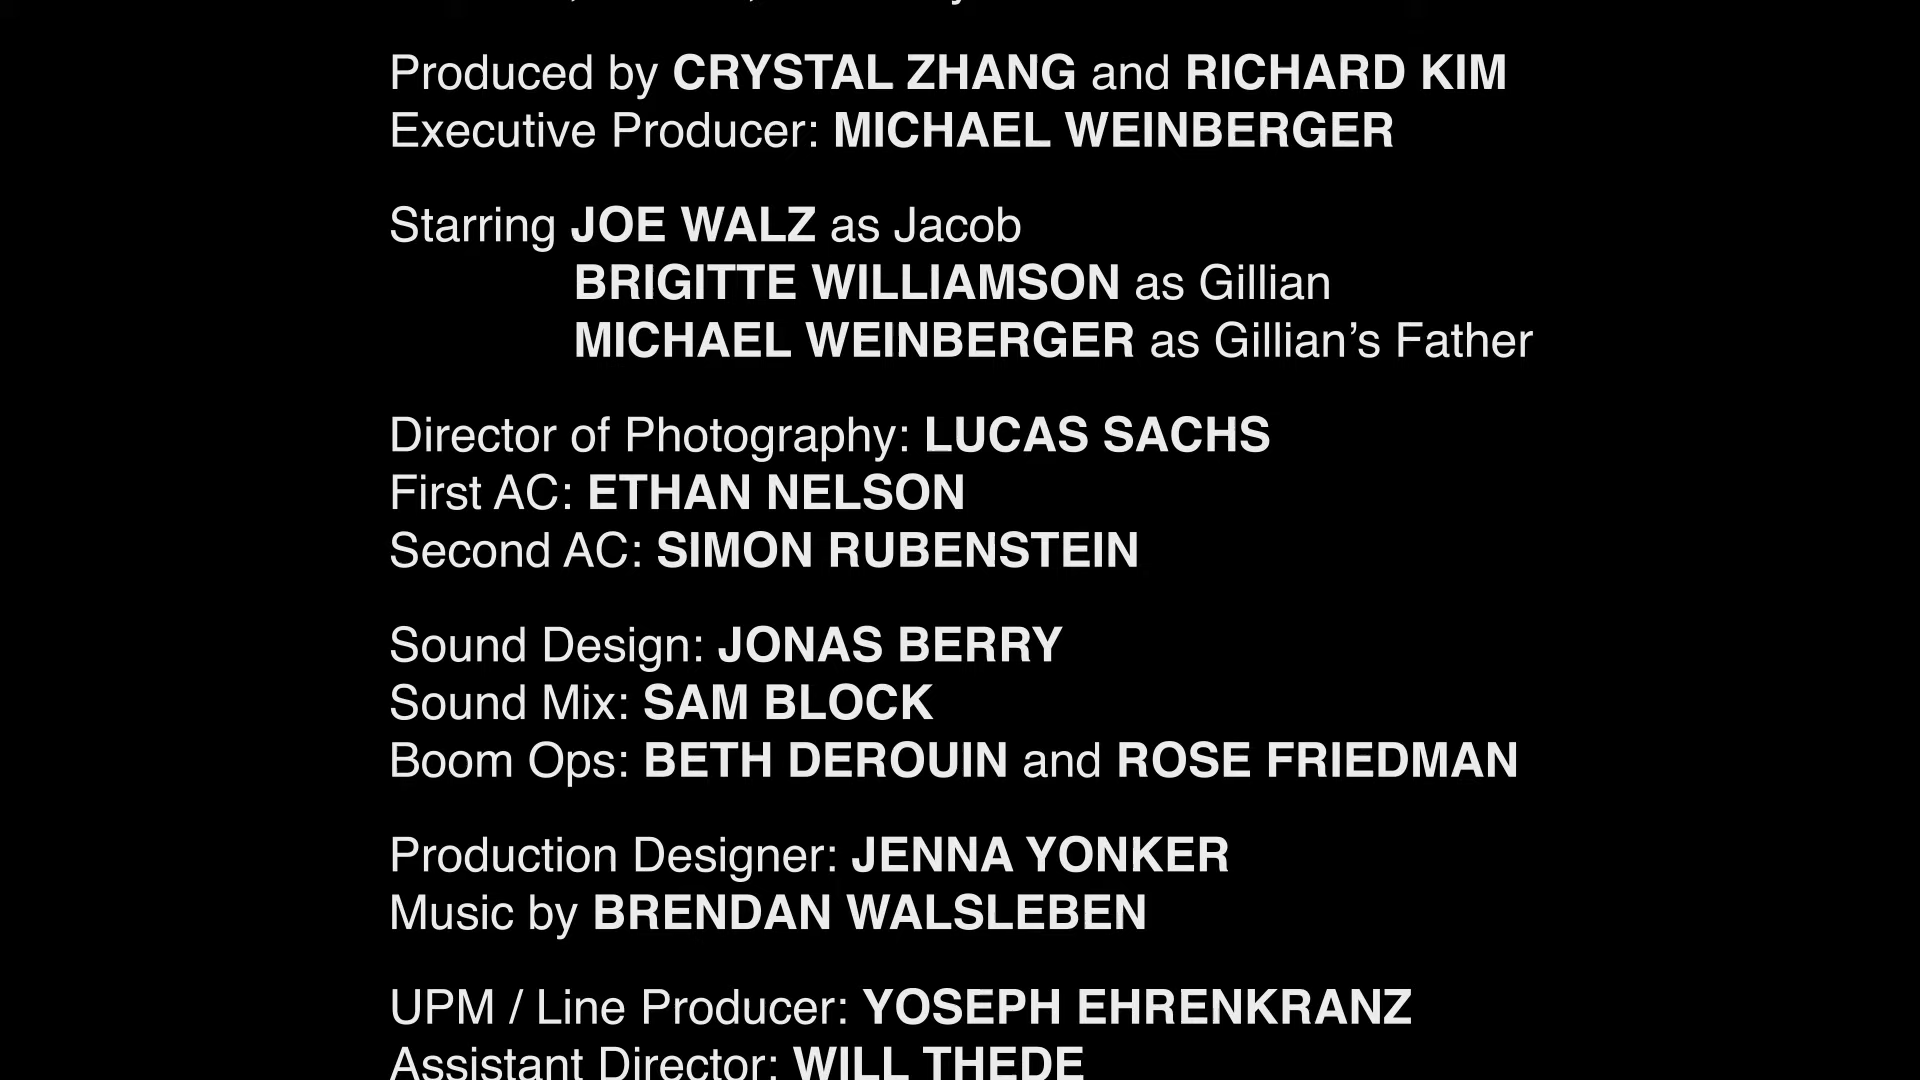 Produced by CRYSTAL ZHANG and RICHARD KIM
Executive Producer: MICHAEL WEINBERGER
Starring JOE WALZ as Jacob
BRIGITTE WILLIAMSON as Gillian
MICHAEL WEINBERGER as Gillian’s Father
Director of Photography: LUCAS SACHS
First AC: ETHAN NELSON
Second AC: SIMON RUBENSTEIN
Sound Design: JONAS BERRY
Sound Mix: SAM BLOCK
Boom Ops: BETH DEROUIN and ROSE FRIEDMAN
Production Designer: JENNA YONKER
Music by BRENDAN WALSLEBEN
UPM / Line Producer: YOSEPH EHRENKRANZ
Assistant Director: WILL THEDE